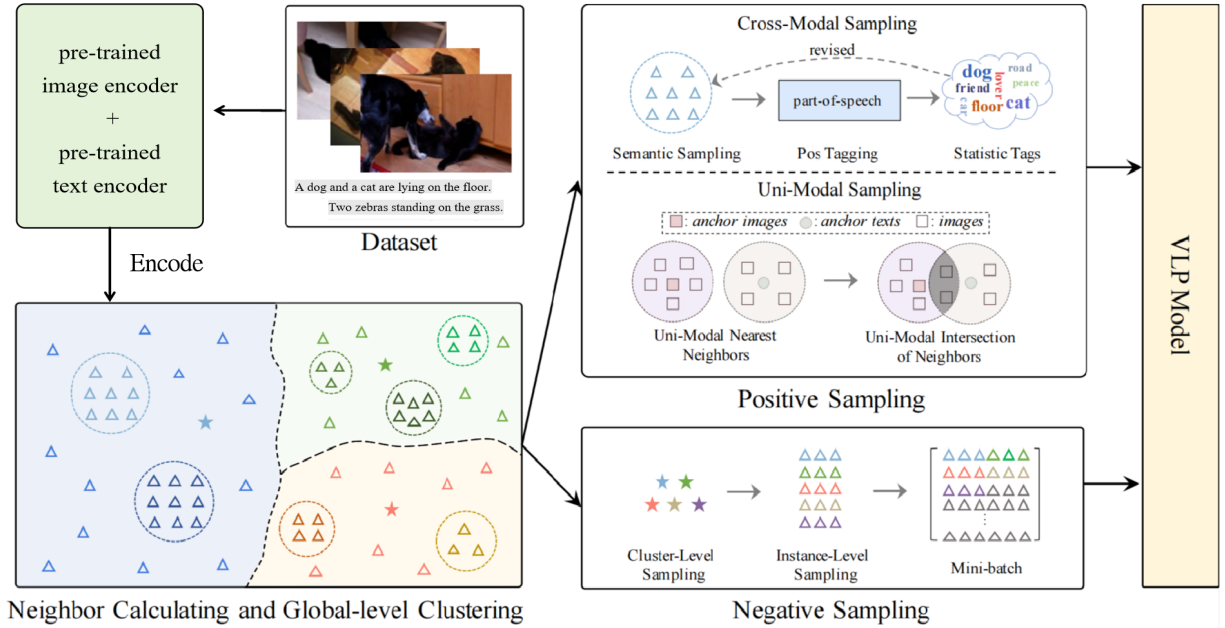 pre-trained
image encoder
+
pre-trained
text encoder
A dog and a cat are lying on the floor.
Two zebras standing on the grass.
Dataset
Encode
Neighbor Calculating and Global-level Clustering
Cross-Modal Sampling
revised
part-of-speech
dog
road
lover
peace
friend
car
floor
cat
Semantic Sampling
Pos Tagging
Statistic Tags
Uni-Modal Sampling
: anchor images
: anchor texts
: images
Uni-Modal Nearest
Neighbors
Uni-Modal Intersection
of Neighbors
Positive Sampling
Cluster-Level
Sampling
Instance-Level
Sampling
Mini-batch
Negative Sampling
VLP Model